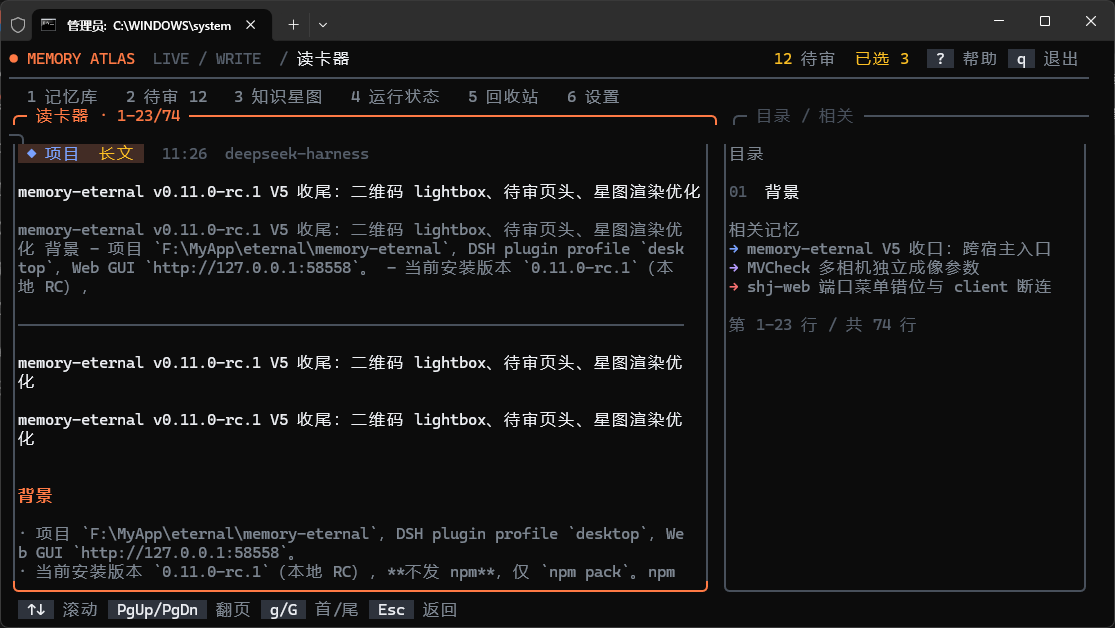 管理员: C:\WINDOWS\system
MEMORY ATLAS LIVE / WRITE / 读卡器 12 待审 已选 3 ? 帮助 q 退出
1 记忆库 2 待审 12 3 知识星图 4 运行状态 5 回收站 6 设置
读卡器 · 1-23/74
◆ 项目 长文 11:26 deepseek-harness
memory-eternal v0.11.0-rc.1 V5 收尾：二维码 lightbox、待审页头、星图渲染优化
memory-eternal v0.11.0-rc.1 V5 收尾：二维码 lightbox、待审页头、星图渲染优
化 背景 - 项目 `F:\MyApp\eternal\memory-eternal`, DSH plugin profile `desk
top`, Web GUI `http://127.0.0.1:58558`。 - 当前安装版本 `0.11.0-rc.1`（本
地 RC）,
memory-eternal v0.11.0-rc.1 V5 收尾：二维码 lightbox、待审页头、星图渲染优
化
memory-eternal v0.11.0-rc.1 V5 收尾：二维码 lightbox、待审页头、星图渲染优
化
背景
· 项目 `F:\MyApp\eternal\memory-eternal`, DSH plugin profile `desktop`, We
b GUI `http://127.0.0.1:58558`。
· 当前安装版本 `0.11.0-rc.1`（本地 RC）, **不发 npm**，仅 `npm pack`。npm
目录 / 相关
目录
01 背景
相关记忆
→ memory-eternal V5 收口：跨宿主入口
→ MVCheck 多相机独立成像参数
→ shj-web 端口菜单错位与 client 断连
第 1-23 行 / 共 74 行
↑↓ 滚动 PgUp/PgDn 翻页 g/G 首/尾 Esc 返回